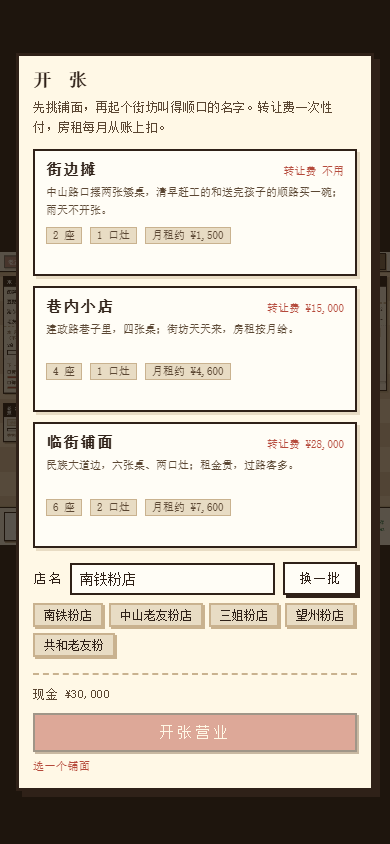 开 张
先挑铺面，再起个街坊叫得顺口的名字。转让费一次性
付，房租每月从账上扣。
街边摊
转让费 不用
中山路口摆两张矮桌，清早赶工的和送完孩子的顺路买一碗；
雨天不开张。
2 座
1 口灶
月租约 ¥1,500
巷内小店
转让费 ¥15,000
建政路巷子里，四张桌；街坊天天来，房租按月给。
4 座
1 口灶
月租约 ¥4,600
临街铺面
转让费 ¥28,000
民族大道边，六张桌、两口灶；租金贵，过路客多。
6 座
2 口灶
月租约 ¥7,600
店名
南铁粉店
换一批
南铁粉店
中山老友粉店
三姐粉店
望州粉店
共和老友粉
现金 ¥30,000
开张营业
选一个铺面